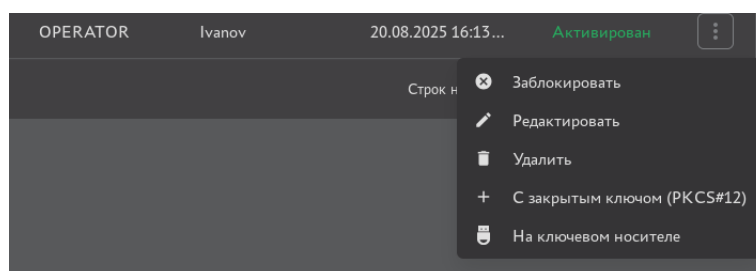 OPERATOR Ivanov 20.08.2025 16:13... Активирован
Строк н
Заблокировать
Редактировать
Удалить
С закрытым ключом (PKCS#12)
На ключевом носителе